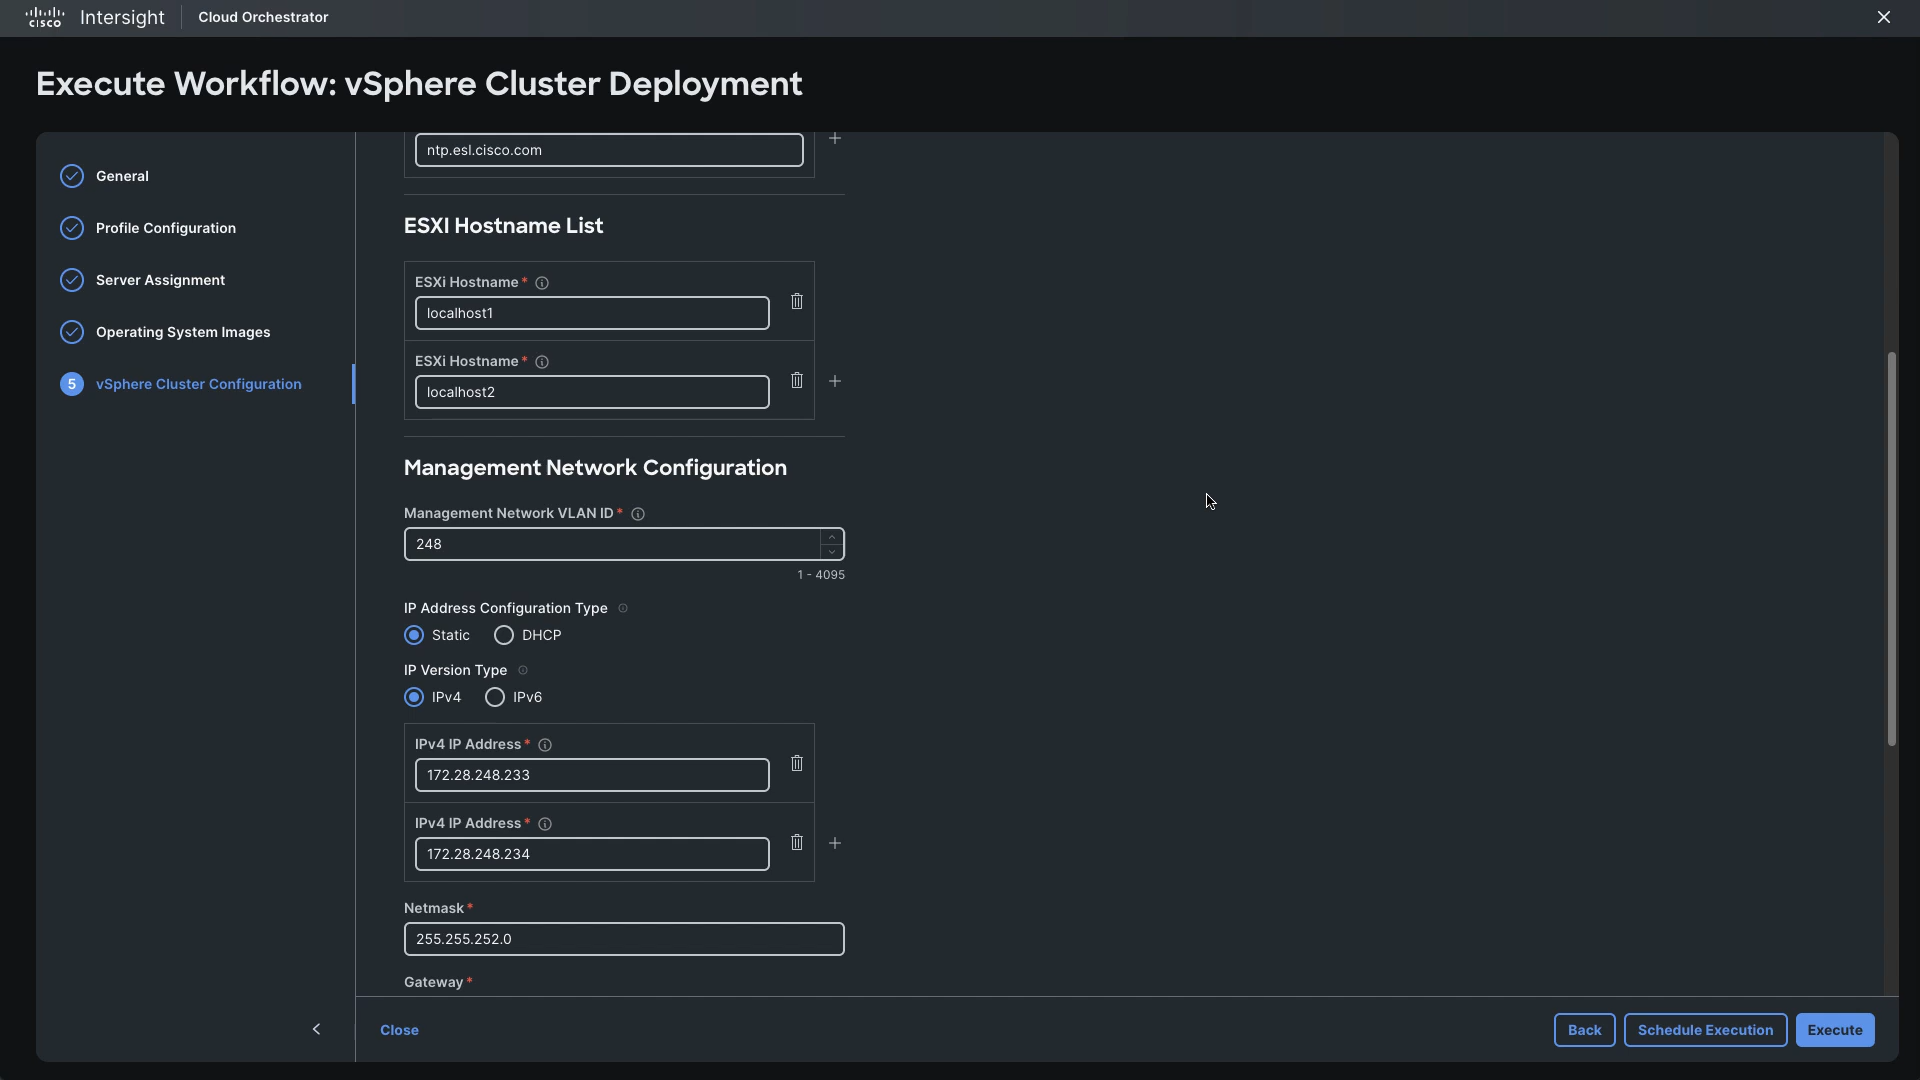 cisco Intersight Cloud Orchestrator
Execute Workflow: vSphere Cluster Deployment
General
Profile Configuration
Server Assignment
Operating System Images
5 vSphere Cluster Configuration
ntp.esl.cisco.com
ESXI Hostname List
ESXi Hostname *
localhost1
ESXi Hostname *
localhost2
Management Network Configuration
Management Network VLAN ID *
248
1 - 4095
IP Address Configuration Type
Static DHCP
IP Version Type
IPv4 IPv6
IPv4 IP Address *
172.28.248.233
IPv4 IP Address *
172.28.248.234
Netmask *
255.255.252.0
Gateway *
Close Back Schedule Execution Execute